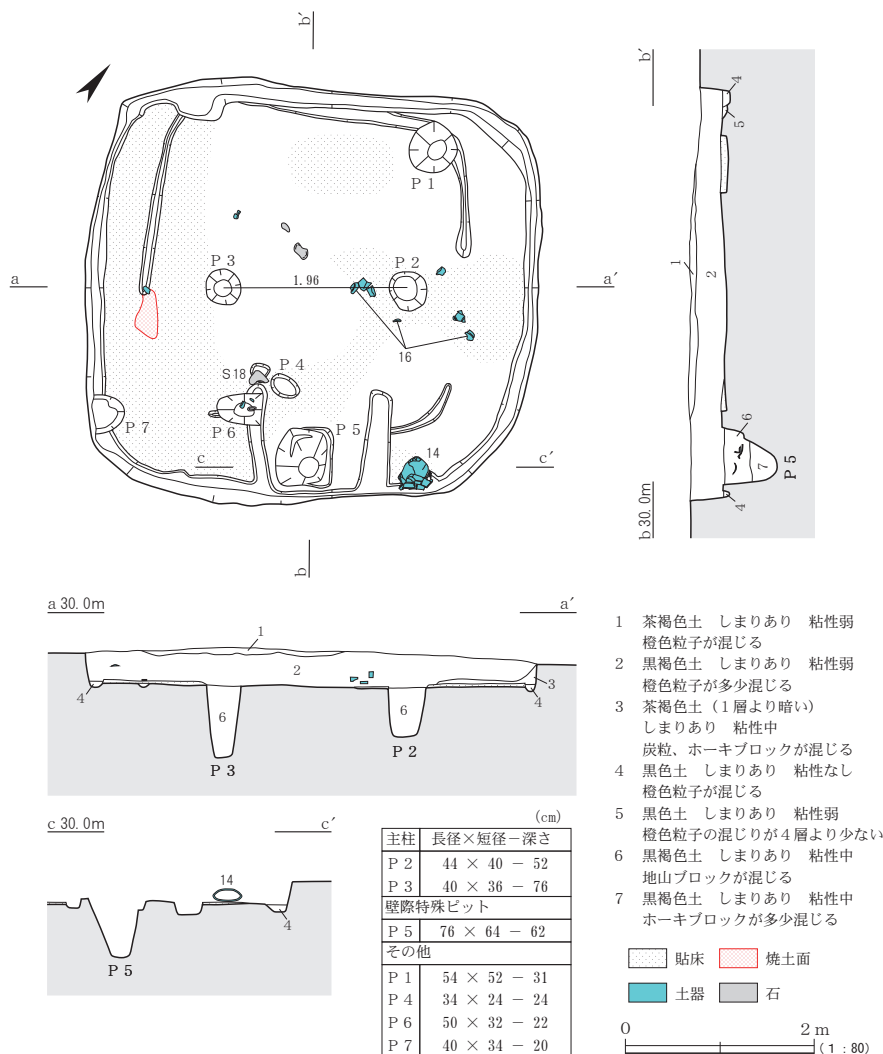 b′
P 1
P 3
P 2
1.96
a
a′
16
S18
P 4
P 7
P 6
P 5
14
c
c′
b
b′
4
5
1
2
6
7
P 5
4
b 30.0m
a 30.0m
a′
1
2
3
4
4
6
6
P 3
P 2
c 30.0m
c′
14
4
P 5
(cm)
主柱 長径×短径－深さ
P 2 44 × 40 － 52
P 3 40 × 36 － 76
壁際特殊ピット
P 5 76 × 64 － 62
その他
P 1 54 × 52 － 31
P 4 34 × 24 － 24
P 6 50 × 32 － 22
P 7 40 × 34 － 20
1 茶褐色土 しまりあり 粘性弱
橙色粒子が混じる
2 黒褐色土 しまりあり 粘性弱
橙色粒子が多少混じる
3 茶褐色土（１層より暗い）
しまりあり 粘性中
炭粒、ホーキブロックが混じる
4 黒色土 しまりあり 粘性なし
橙色粒子が混じる
5 黒色土 しまりあり 粘性弱
橙色粒子の混じりが４層より少ない
6 黒褐色土 しまりあり 粘性中
地山ブロックが混じる
7 黒褐色土 しまりあり 粘性中
ホーキブロックが多少混じる
貼床 焼土面
土器 石
0 2 m
(1 : 80)